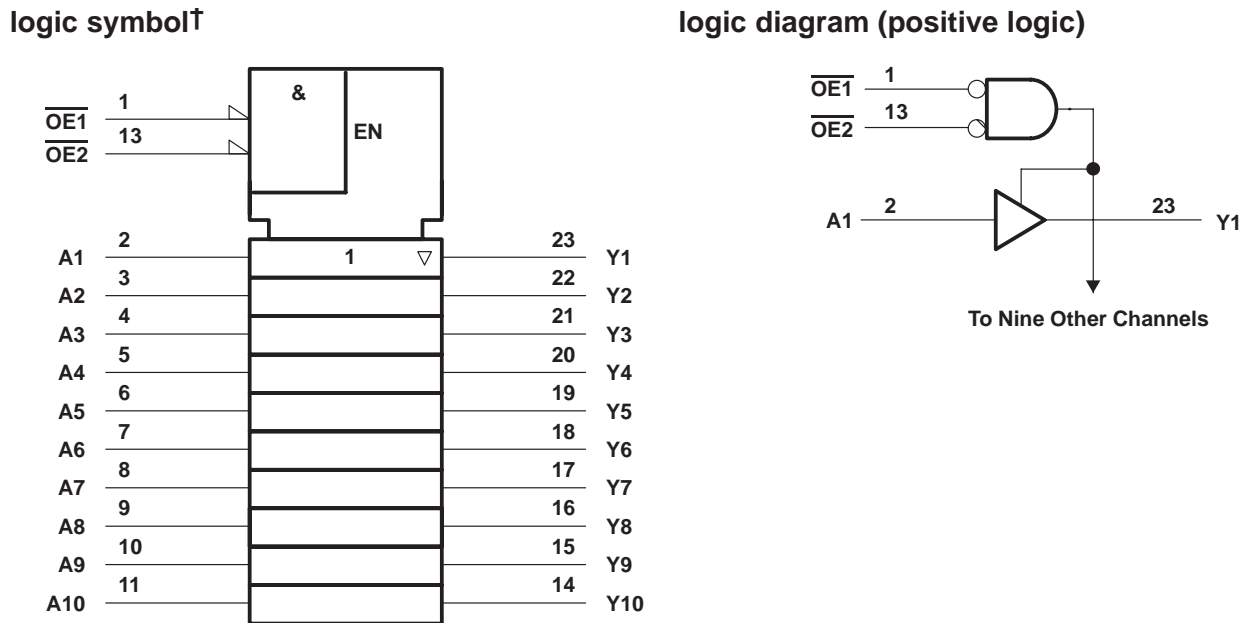 logic symbol†
&
EN
OE1 1
OE2 13
A1 2 1 ▽ 23 Y1
A2 3 22 Y2
A3 4 21 Y3
A4 5 20 Y4
A5 6 19 Y5
A6 7 18 Y6
A7 8 17 Y7
A8 9 16 Y8
A9 10 15 Y9
A10 11 14 Y10
logic diagram (positive logic)
OE1 1
OE2 13
A1 2 23 Y1
To Nine Other Channels